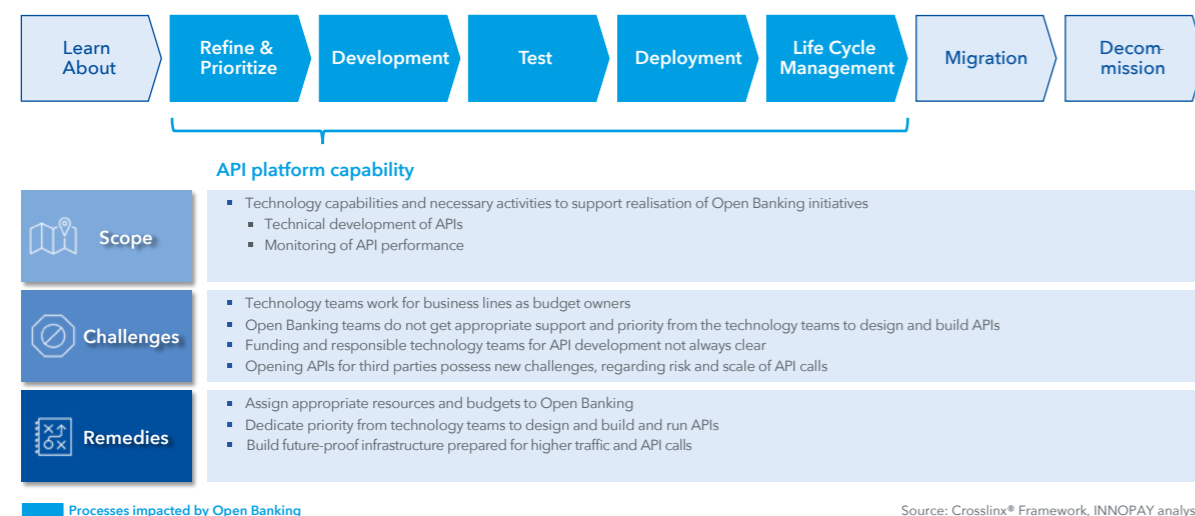 Learn
About
Refine &
Prioritize
Development
Test
Deployment
Life Cycle
Management
Migration
Decom-
mission
API platform capability
Scope
Technology capabilities and necessary activities to support realisation of Open Banking initiatives
Technical development of APIs
Monitoring of API performance
Challenges
Technology teams work for business lines as budget owners
Open Banking teams do not get appropriate support and priority from the technology teams to design and build APIs
Funding and responsible technology teams for API development not always clear
Opening APIs for third parties possess new challenges, regarding risk and scale of API calls
Remedies
Assign appropriate resources and budgets to Open Banking
Dedicate priority from technology teams to design and build and run APIs
Build future-proof infrastructure prepared for higher traffic and API calls
Processes impacted by Open Banking
Source: Crosslinx® Framework, INNOPAY analys